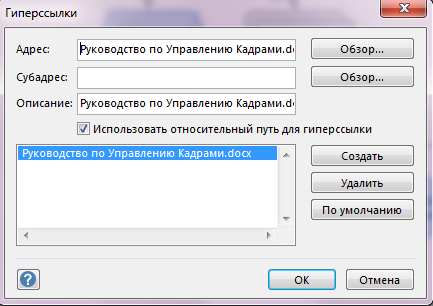 Гиперссылки
Адрес: Руководство по Управлению Кадрами.do Обзор...
Субадрес: Обзор...
Описание: Руководство по Управлению Кадрами.do
Использовать относительный путь для гиперссылки
Руководство по Управлению Кадрами.docx
Создать
Удалить
По умолчанию
? ОК Отмена